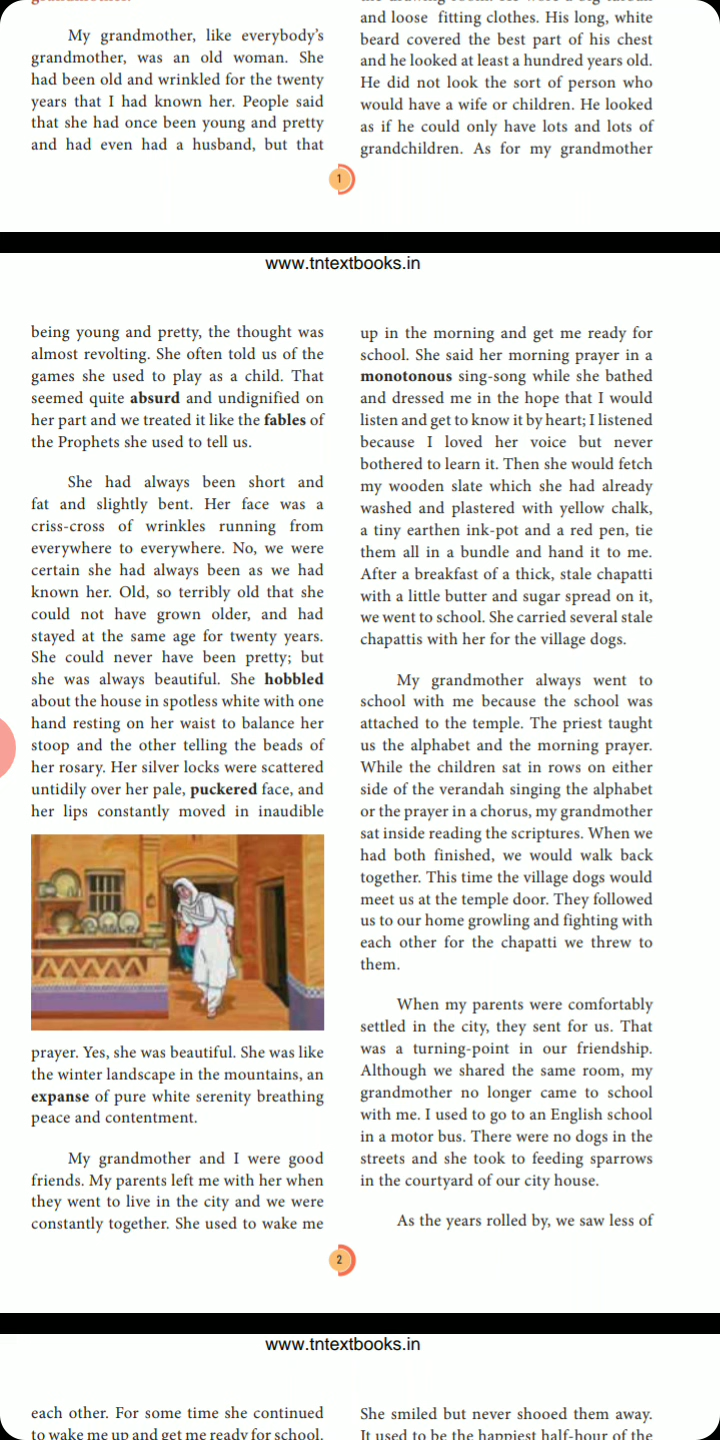 My grandmother, like everybody's
grandmother, was an old woman. She
had been old and wrinkled for the twenty
years that I had known her. People said
that she had once been young and pretty
and had even had a husband, but that
and loose fitting clothes. His long, white
beard covered the best part of his chest
and he looked at least a hundred years old.
He did not look the sort of person who
would have a wife or children. He looked
as if he could only have lots and lots of
grandchildren. As for my grandmother
1
www.tntextbooks.in
being young and pretty, the thought was
almost revolting. She often told us of the
games she used to play as a child. That
seemed quite absurd and undignified on
her part and we treated it like the fables of
the Prophets she used to tell us.
She had always been short and
fat and slightly bent. Her face was a
criss-cross of wrinkles running from
everywhere to everywhere. No, we were
certain she had always been as we had
known her. Old, so terribly old that she
could not have grown older, and had
stayed at the same age for twenty years.
She could never have been pretty; but
she was always beautiful. She hobbled
about the house in spotless white with one
hand resting on her waist to balance her
stoop and the other telling the beads of
her rosary. Her silver locks were scattered
untidily over her pale, puckered face, and
her lips constantly moved in inaudible
prayer. Yes, she was beautiful. She was like
the winter landscape in the mountains, an
expanse of pure white serenity breathing
peace and contentment.
My grandmother and I were good
friends. My parents left me with her when
they went to live in the city and we were
constantly together. She used to wake me
up in the morning and get me ready for
school. She said her morning prayer in a
monotonous sing-song while she bathed
and dressed me in the hope that I would
listen and get to know it by heart; I listened
because I loved her voice but never
bothered to learn it. Then she would fetch
my wooden slate which she had already
washed and plastered with yellow chalk,
a tiny earthen ink-pot and a red pen, tie
them all in a bundle and hand it to me.
After a breakfast of a thick, stale chapatti
with a little butter and sugar spread on it,
we went to school. She carried several stale
chapattis with her for the village dogs.
My grandmother always went to
school with me because the school was
attached to the temple. The priest taught
us the alphabet and the morning prayer.
While the children sat in rows on either
side of the verandah singing the alphabet
or the prayer in a chorus, my grandmother
sat inside reading the scriptures. When we
had both finished, we would walk back
together. This time the village dogs would
meet us at the temple door. They followed
us to our home growling and fighting with
each other for the chapatti we threw to
them.
When my parents were comfortably
settled in the city, they sent for us. That
was a turning-point in our friendship.
Although we shared the same room, my
grandmother no longer came to school
with me. I used to go to an English school
in a motor bus. There were no dogs in the
streets and she took to feeding sparrows
in the courtyard of our city house.
As the years rolled by, we saw less of
2
www.tntextbooks.in
each other. For some time she continued
to wake me up and get me ready for school.
She smiled but never shooed them away.
It used to be the happiest half-hour of the